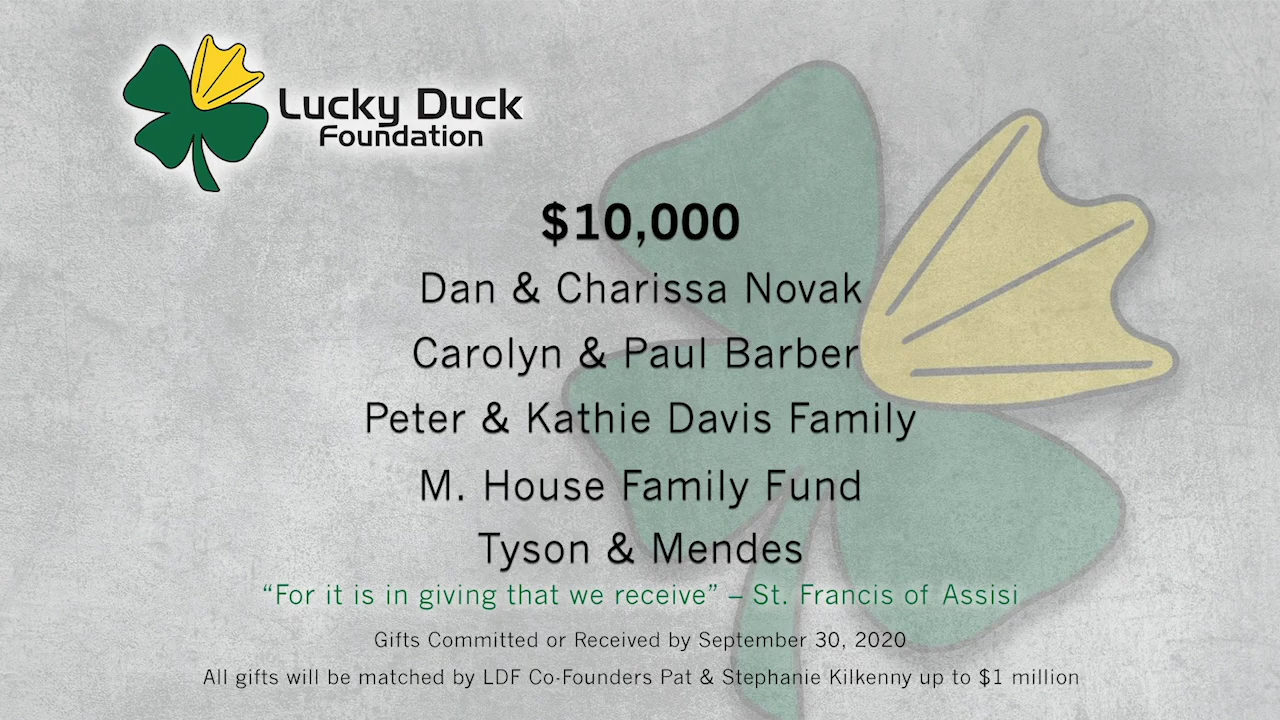 Lucky Duck
Foundation
$10,000
Dan & Charissa Novak
Carolyn & Paul Barber
Peter & Kathie Davis Family
M. House Family Fund
Tyson & Mendes
“For it is in giving that we receive” – St. Francis of Assisi
Gifts Committed or Received by September 30, 2020
All gifts will be matched by LDF Co-Founders Pat & Stephanie Kilkenny up to $1 million